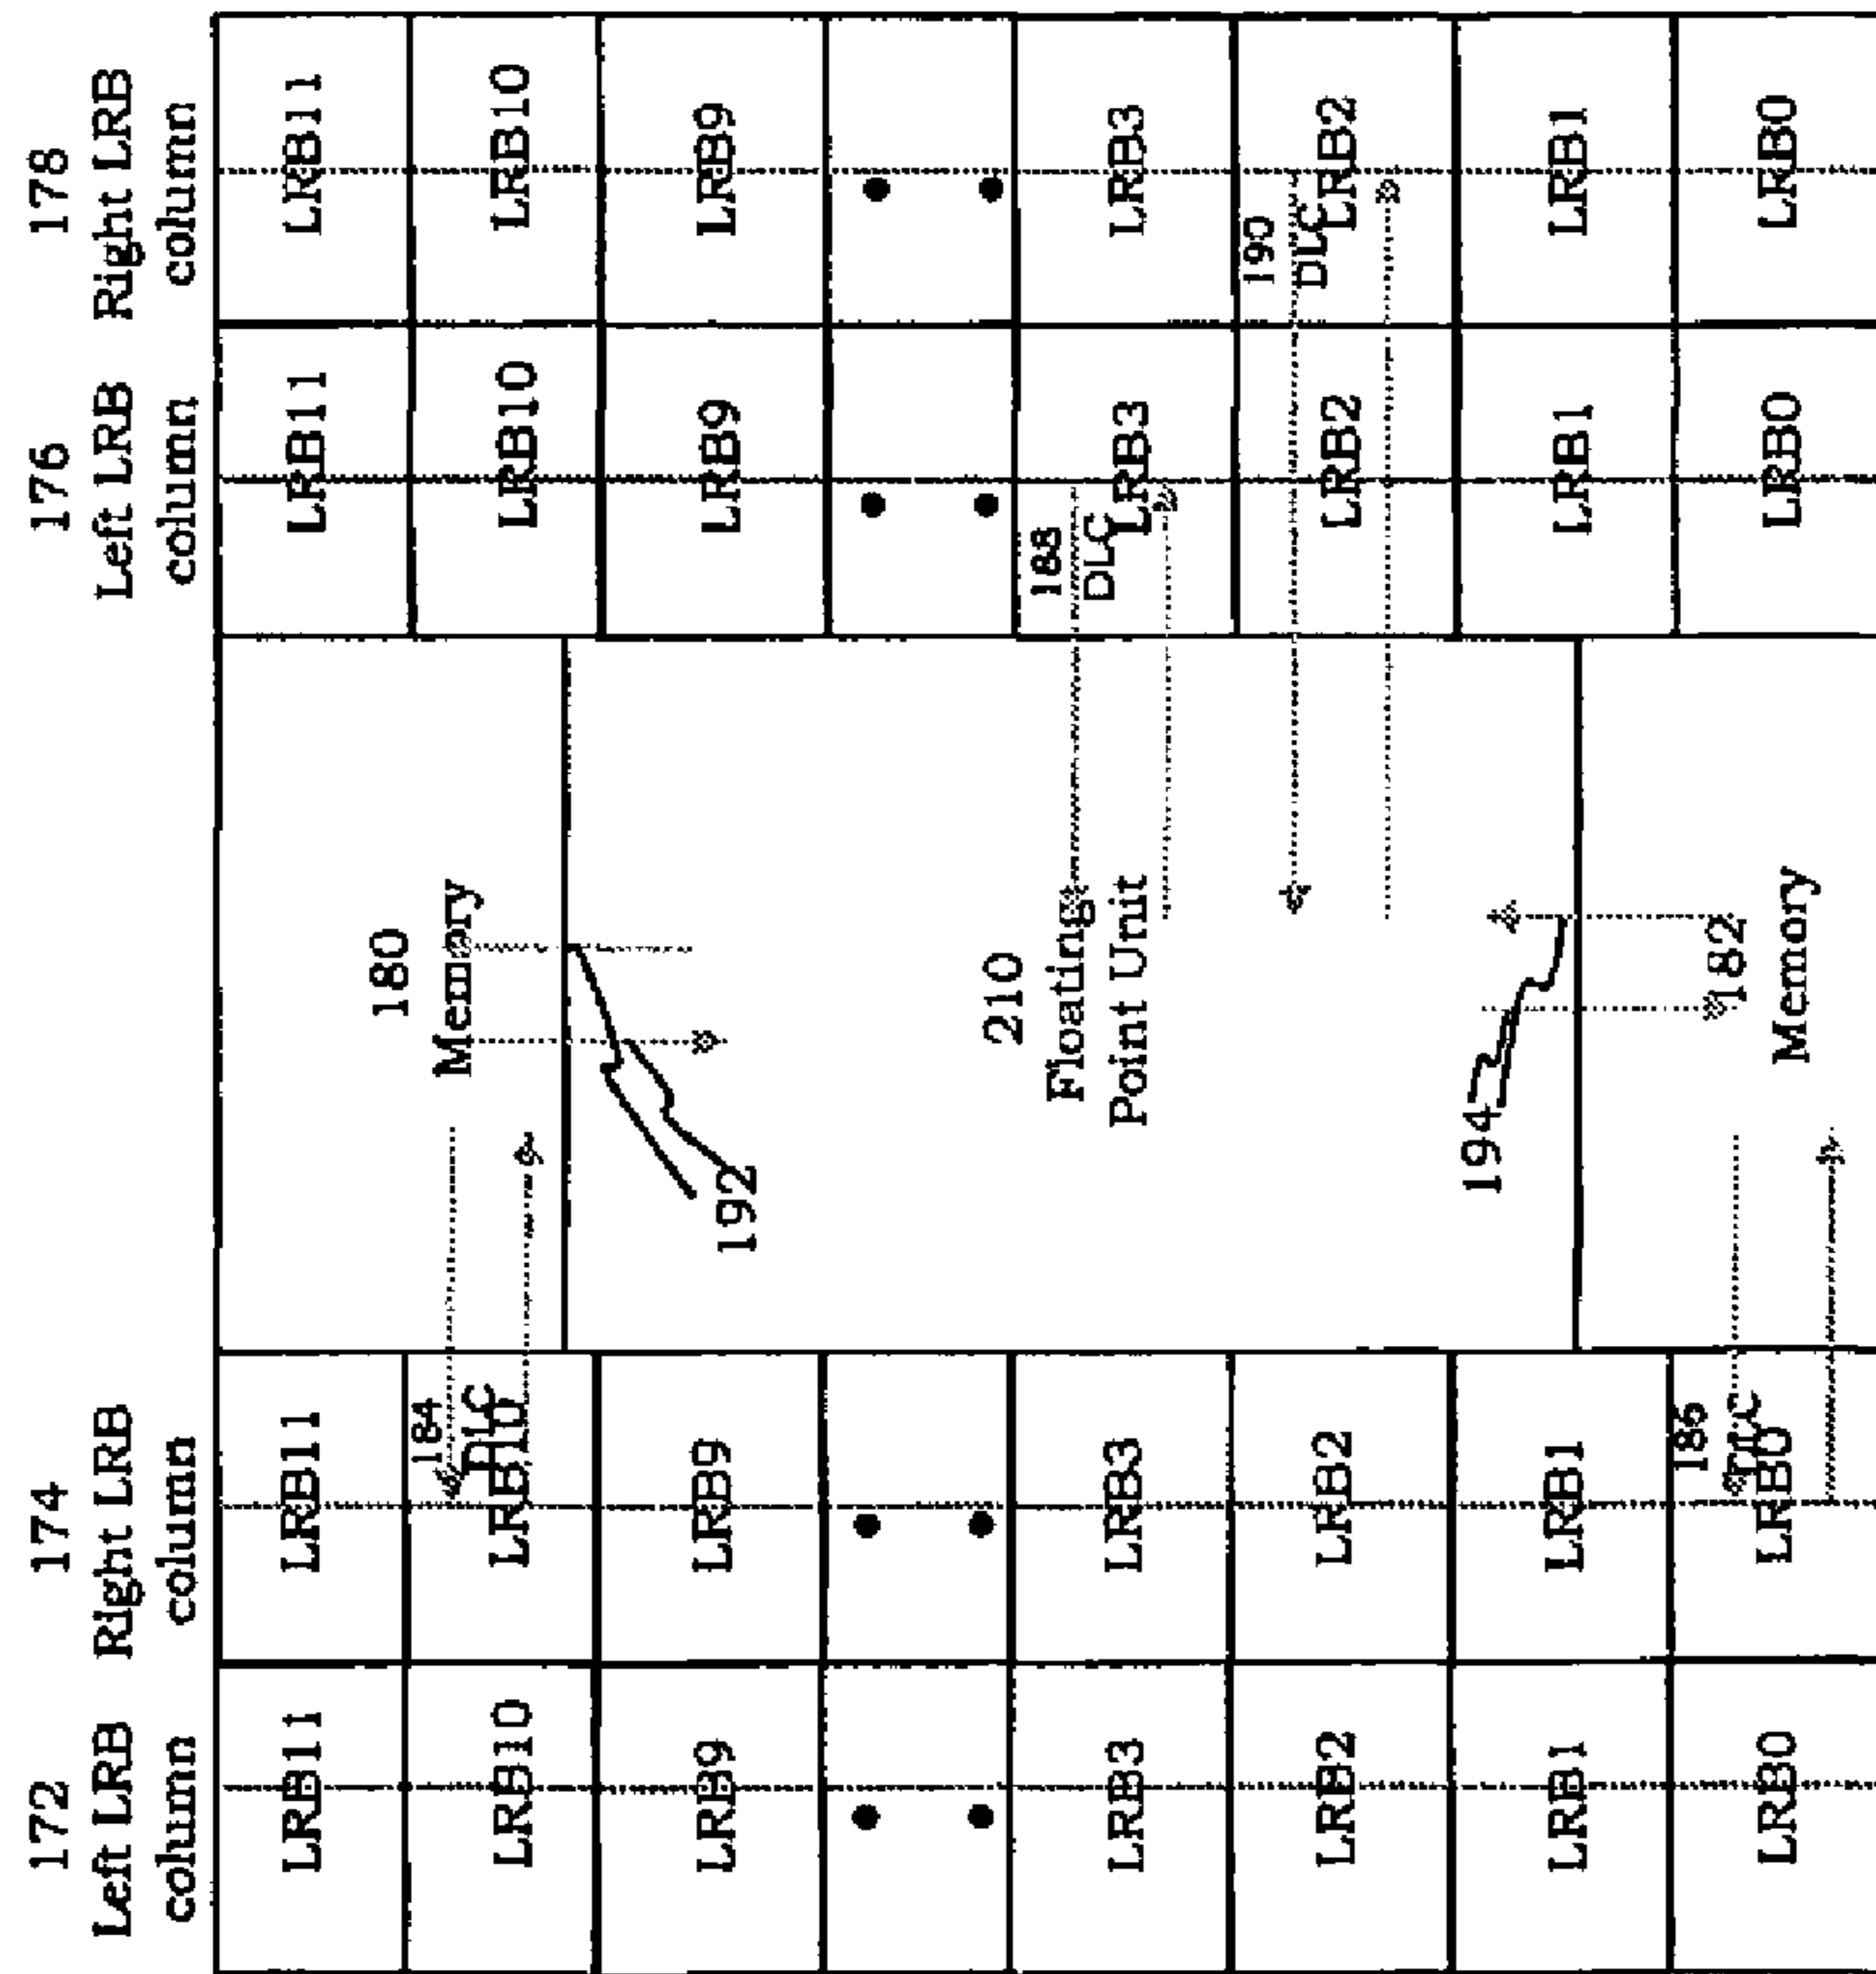 172
Left LRB
column
174
Right LRB
column
176
Left LRB
column
178
Right LRB
column
LRB11
LRB10
LRB9
LRB3
LRB2
LRB1
LRB0
LRB11
184
DLC
LRB10
LRB9
LRB3
LRB2
LRB1
186
DLC
LRB0
180
Memory
192
210
Floating
Point Unit
194
182
Memory
LRB11
LRB10
LRB9
188
DLC
LRB3
LRB2
LRB1
LRB0
LRB11
LRB10
LRB9
LRB3
190
DLC
LRB2
LRB1
LRB0